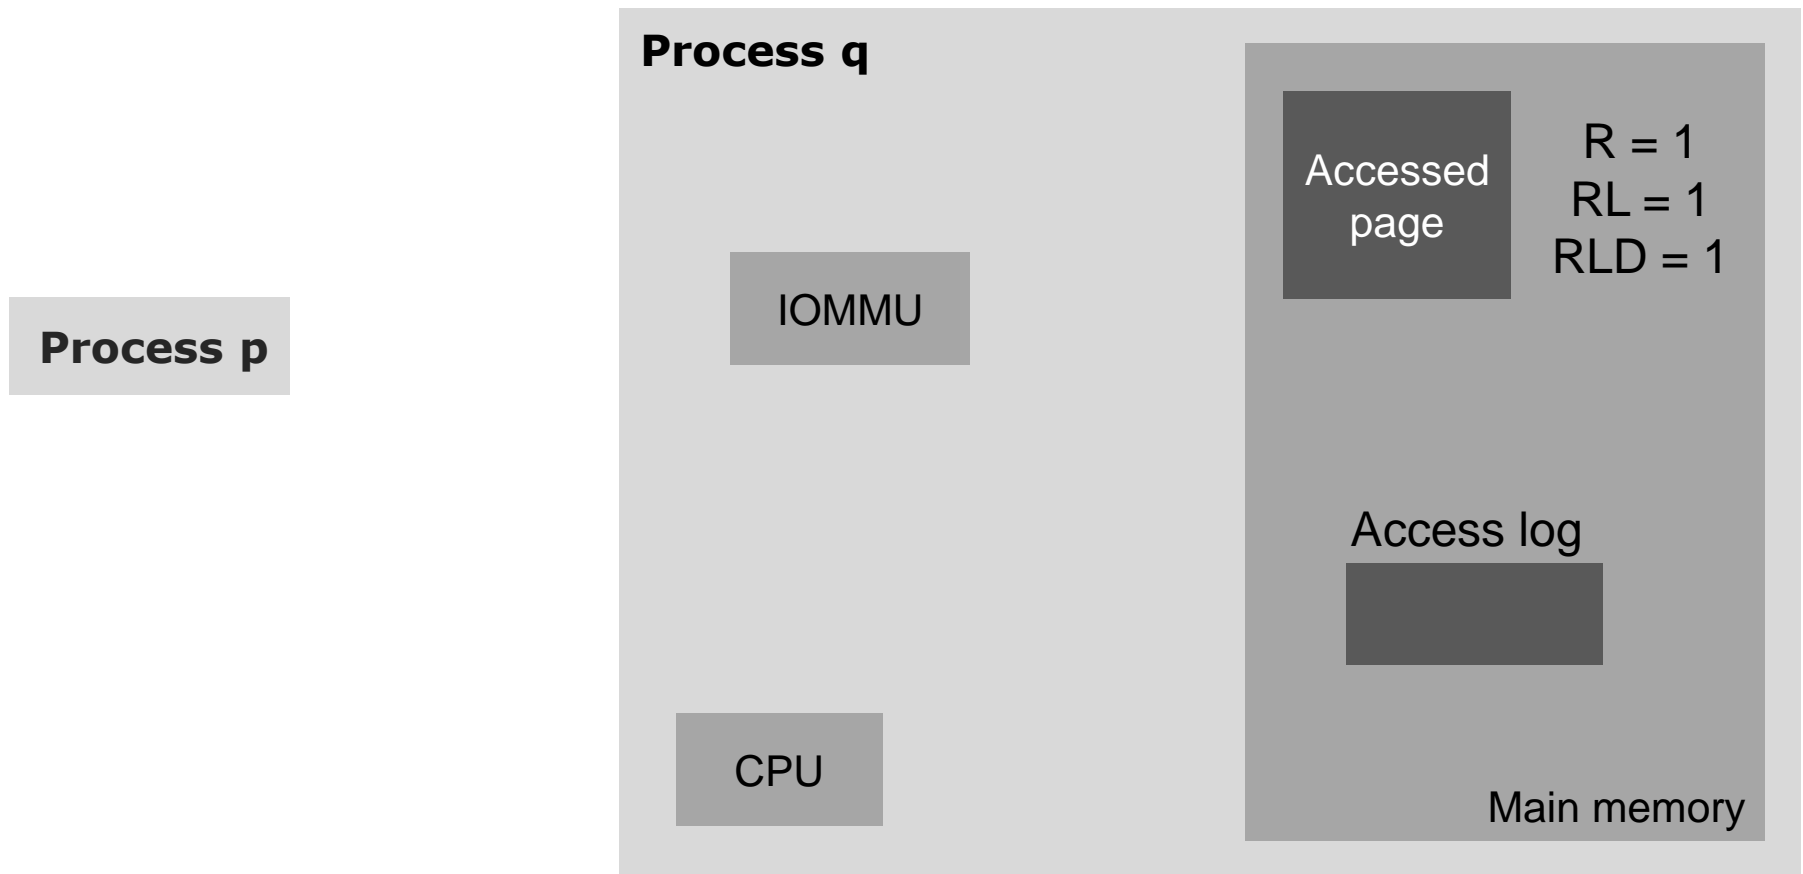 Process q
Accessed
page
R = 1
RL = 1
RLD = 1
IOMMU
Process p
Access log
CPU
Main memory